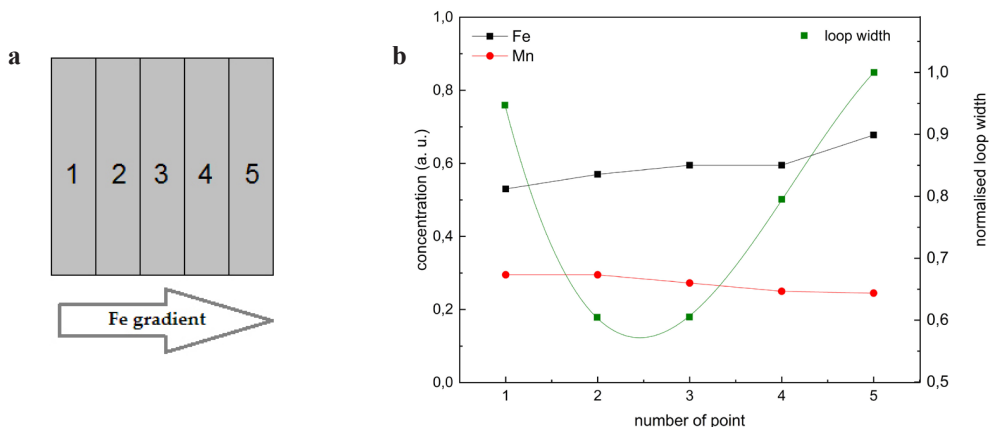 a
1 2 3 4 5
Fe gradient
b
Fe
Mn
loop width
concentration (a. u.)
1,0
0,8
0,6
0,4
0,2
0,0
1 2 3 4 5
number of point
1,0
0,9
0,8
0,7
0,6
0,5
normalised loop width